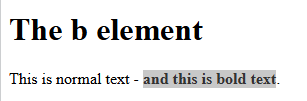 The b element
This is normal text - and this is bold text.